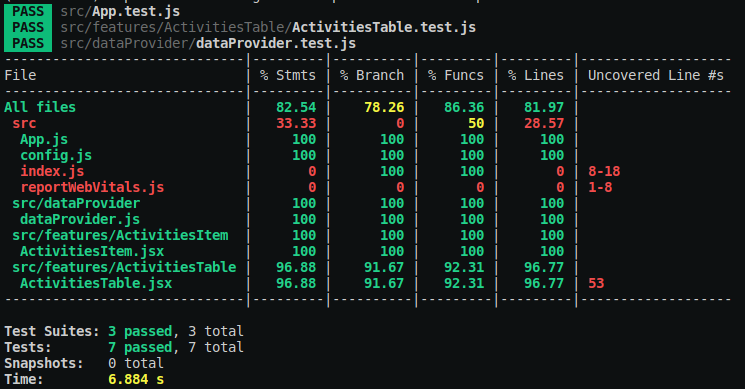 PASS src/App.test.js
PASS src/features/ActivitiesTable/ActivitiesTable.test.js
PASS src/dataProvider/dataProvider.test.js
------------------------------|---------|----------|---------|---------|-------------------
File                          | % Stmts | % Branch | % Funcs | % Lines | Uncovered Line #s
------------------------------|---------|----------|---------|---------|-------------------
All files                     |   82.54 |    78.26 |   86.36 |   81.97 |
 src                          |   33.33 |        0 |      50 |   28.57 |
  App.js                      |     100 |      100 |     100 |     100 |
  config.js                   |     100 |      100 |     100 |     100 |
  index.js                    |       0 |      100 |     100 |       0 | 8-18
  reportWebVitals.js          |       0 |        0 |       0 |       0 | 1-8
 src/dataProvider             |     100 |      100 |     100 |     100 |
  dataProvider.js             |     100 |      100 |     100 |     100 |
 src/features/ActivitiesItem  |     100 |      100 |     100 |     100 |
  ActivitiesItem.jsx          |     100 |      100 |     100 |     100 |
 src/features/ActivitiesTable |   96.88 |    91.67 |   92.31 |   96.77 |
  ActivitiesTable.jsx         |   96.88 |    91.67 |   92.31 |   96.77 | 53
------------------------------|---------|----------|---------|---------|-------------------
Test Suites: 3 passed, 3 total
Tests:       7 passed, 7 total
Snapshots:   0 total
Time:        6.884 s